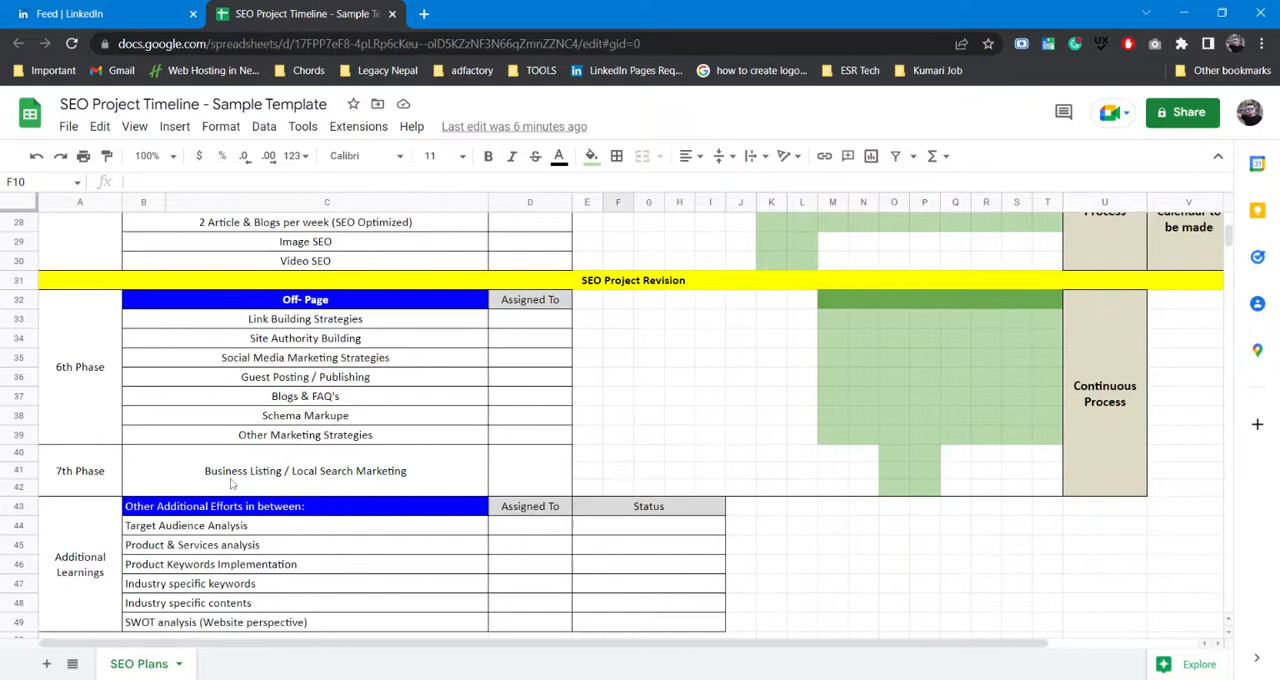 Feed | LinkedIn
SEO Project Timeline - Sample Te
docs.google.com/spreadsheets/d/17FPP7eF8-4pLRp6cKeu-olD5KZzNF3N66qZmnZZNC4/edit#gid=0
Important
Gmail
Web Hosting in Ne...
Chords
Legacy Nepal
adfactory
TOOLS
LinkedIn Pages Req...
how to create logo...
ESR Tech
Kumari Job
Other bookmarks
SEO Project Timeline - Sample Template
File Edit View Insert Format Data Tools Extensions Help Last edit was 6 minutes ago
Share
100% $ % .0 .00 123 Calibri 11 B I S A
F10 fx
A B C D E F G H I J K L M N O P Q R S T U V
28 2 Article & Blogs per week (SEO Optimized) Process Calendar to
be made
29 Image SEO
30 Video SEO
31 SEO Project Revision
32 Off- Page Assigned To
33 Link Building Strategies
34 Site Authority Building
35 Social Media Marketing Strategies
36 6th Phase Guest Posting / Publishing
37 Blogs & FAQ's Continuous
Process
38 Schema Markupe
39 Other Marketing Strategies
40
41 7th Phase Business Listing / Local Search Marketing
42
43 Other Additional Efforts in between: Assigned To Status
44 Target Audience Analysis
45 Product & Services analysis
46 Additional
Learnings Product Keywords Implementation
47 Industry specific keywords
48 Industry specific contents
49 SWOT analysis (Website perspective)
SEO Plans
Explore